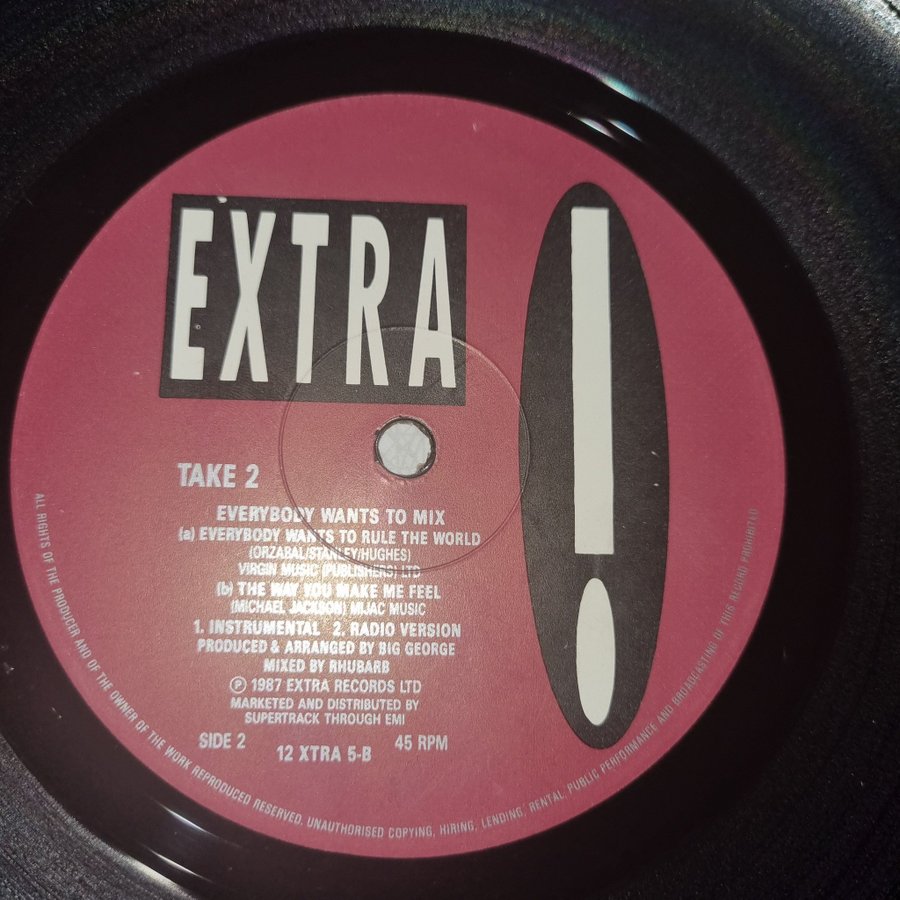 EXTRA
!
TAKE 2
EVERYBODY WANTS TO MIX
(a) EVERYBODY WANTS TO RULE THE WORLD
(ORZABAL/STANLEY/HUGHES)
VIRGIN MUSIC (PUBLISHERS) LTD
(b) THE WAY YOU MAKE ME FEEL
(MICHAEL JACKSON) MIJAC MUSIC
1. INSTRUMENTAL 2. RADIO VERSION
PRODUCED & ARRANGED BY BIG GEORGE
MIXED BY RHUBARB
Ⓟ 1987 EXTRA RECORDS LTD
MARKETED AND DISTRIBUTED BY
SUPERTRACK THROUGH EMI
SIDE 2 12 XTRA 5-B 45 RPM
ALL RIGHTS OF THE PRODUCER AND OF THE OWNER OF THE WORK REPRODUCED RESERVED. UNAUTHORISED COPYING, HIRING, LENDING, RENTAL, PUBLIC PERFORMANCE AND BROADCASTING OF THIS RECORD PROHIBITED